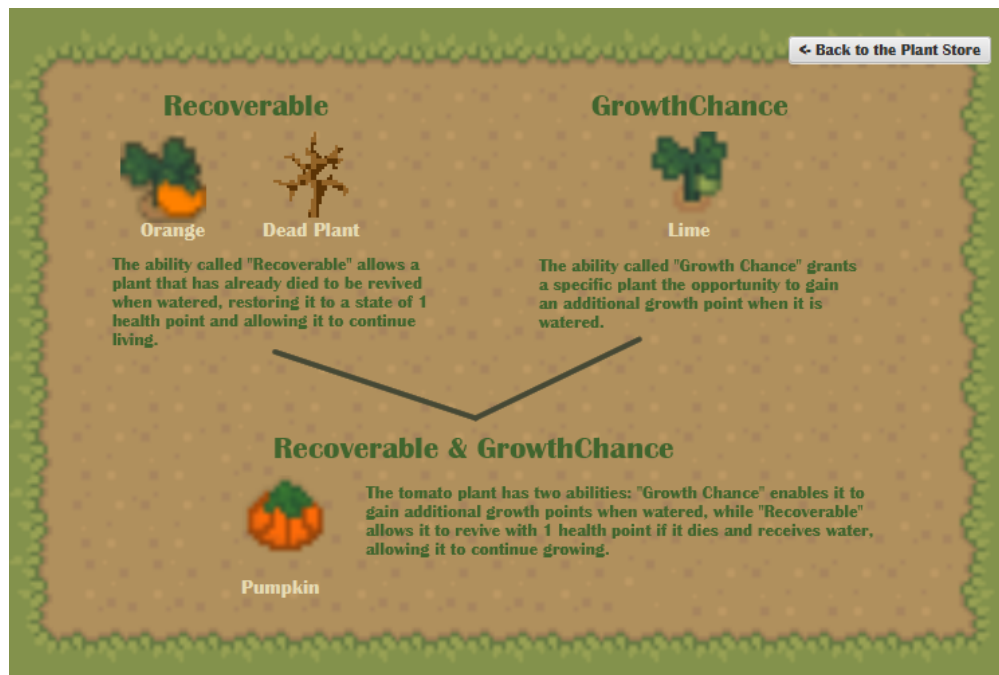 <- Back to the Plant Store
Recoverable
GrowthChance
Orange
Dead Plant
Lime
The ability called "Recoverable" allows a
plant that has already died to be revived
when watered, restoring it to a state of 1
health point and allowing it to continue
living.
The ability called "Growth Chance" grants
a specific plant the opportunity to gain
an additional growth point when it is
watered.
Recoverable & GrowthChance
The tomato plant has two abilities: "Growth Chance" enables it to
gain additional growth points when watered, while "Recoverable"
allows it to revive with 1 health point if it dies and receives water,
allowing it to continue growing.
Pumpkin